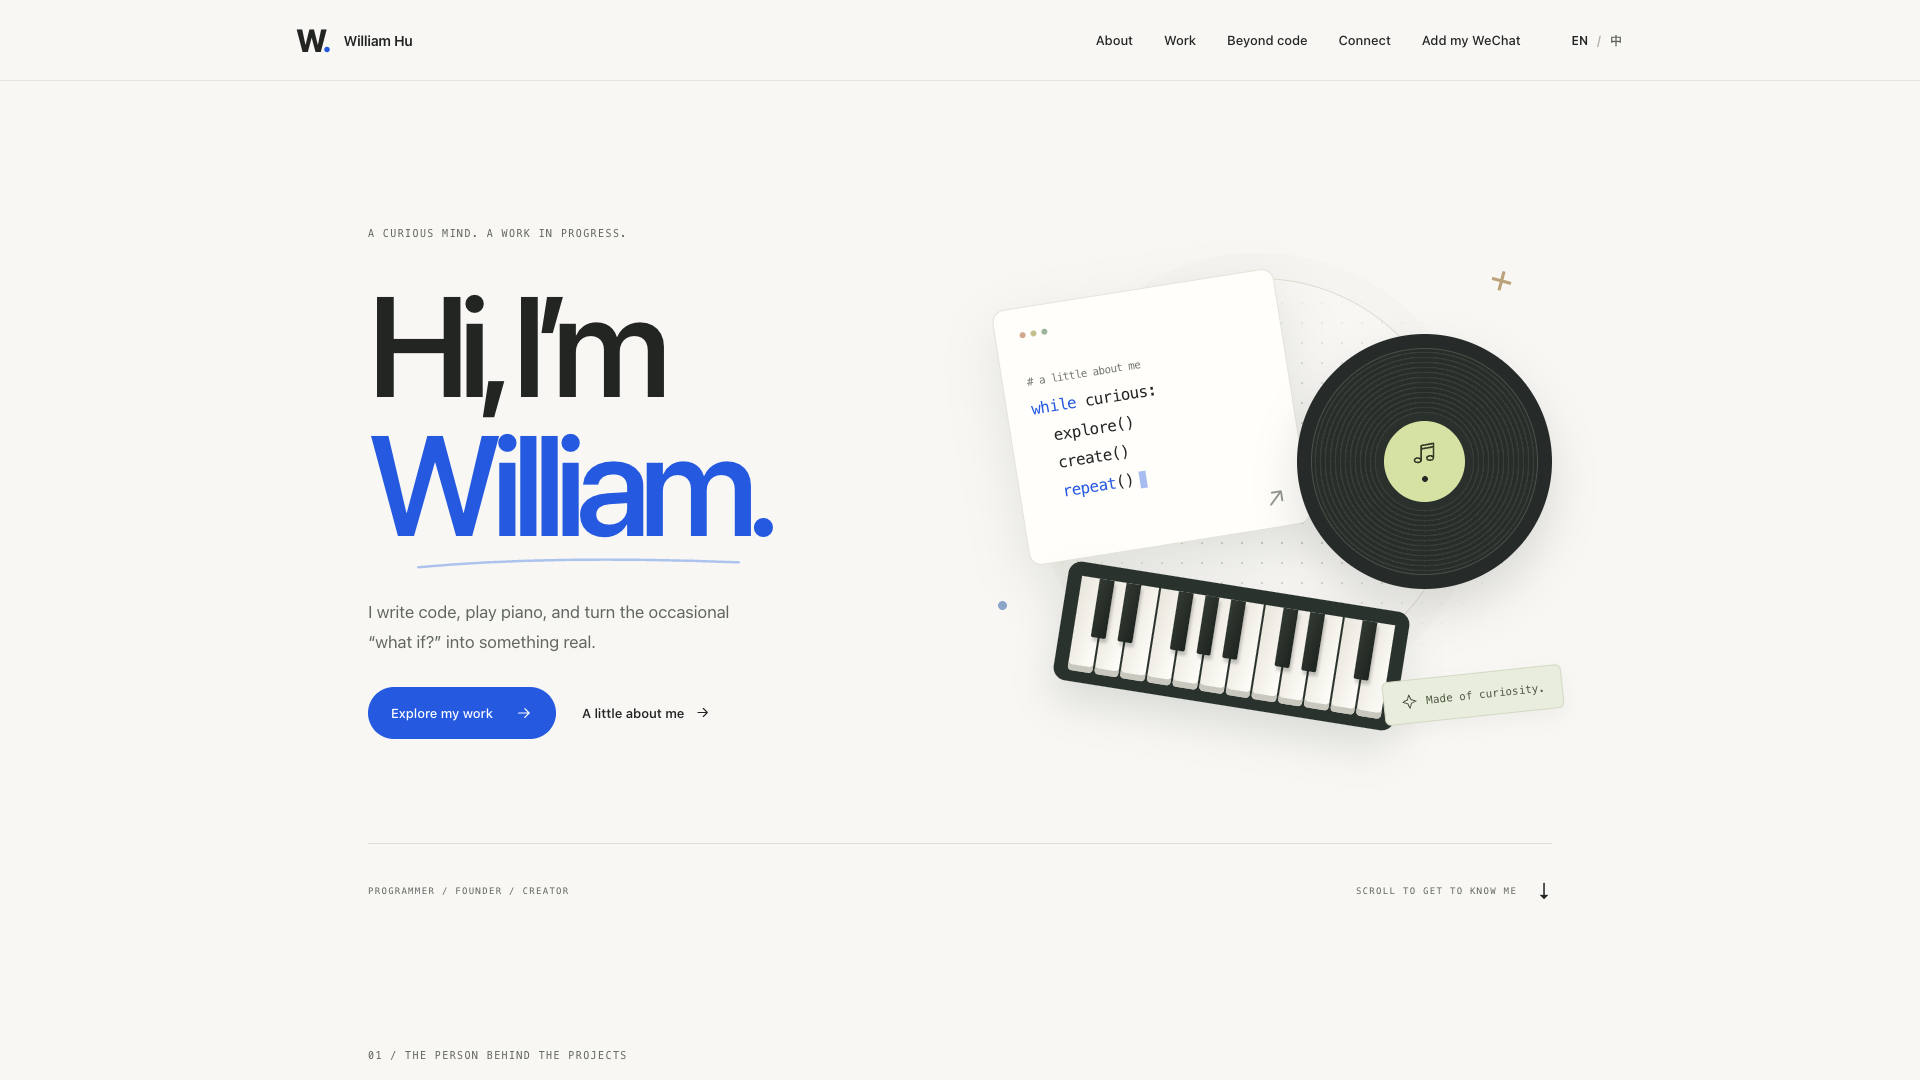 W.
William Hu
About
Work
Beyond code
Connect
Add my WeChat
EN / 中
A CURIOUS MIND. A WORK IN PROGRESS.
Hi, I’m
William.
I write code, play piano, and turn the occasional
“what if?” into something real.
Explore my work →
A little about me →
# a little about me
while curious:
explore()
create()
repeat()
Made of curiosity.
PROGRAMMER / FOUNDER / CREATOR
SCROLL TO GET TO KNOW ME ↓
01 / THE PERSON BEHIND THE PROJECTS